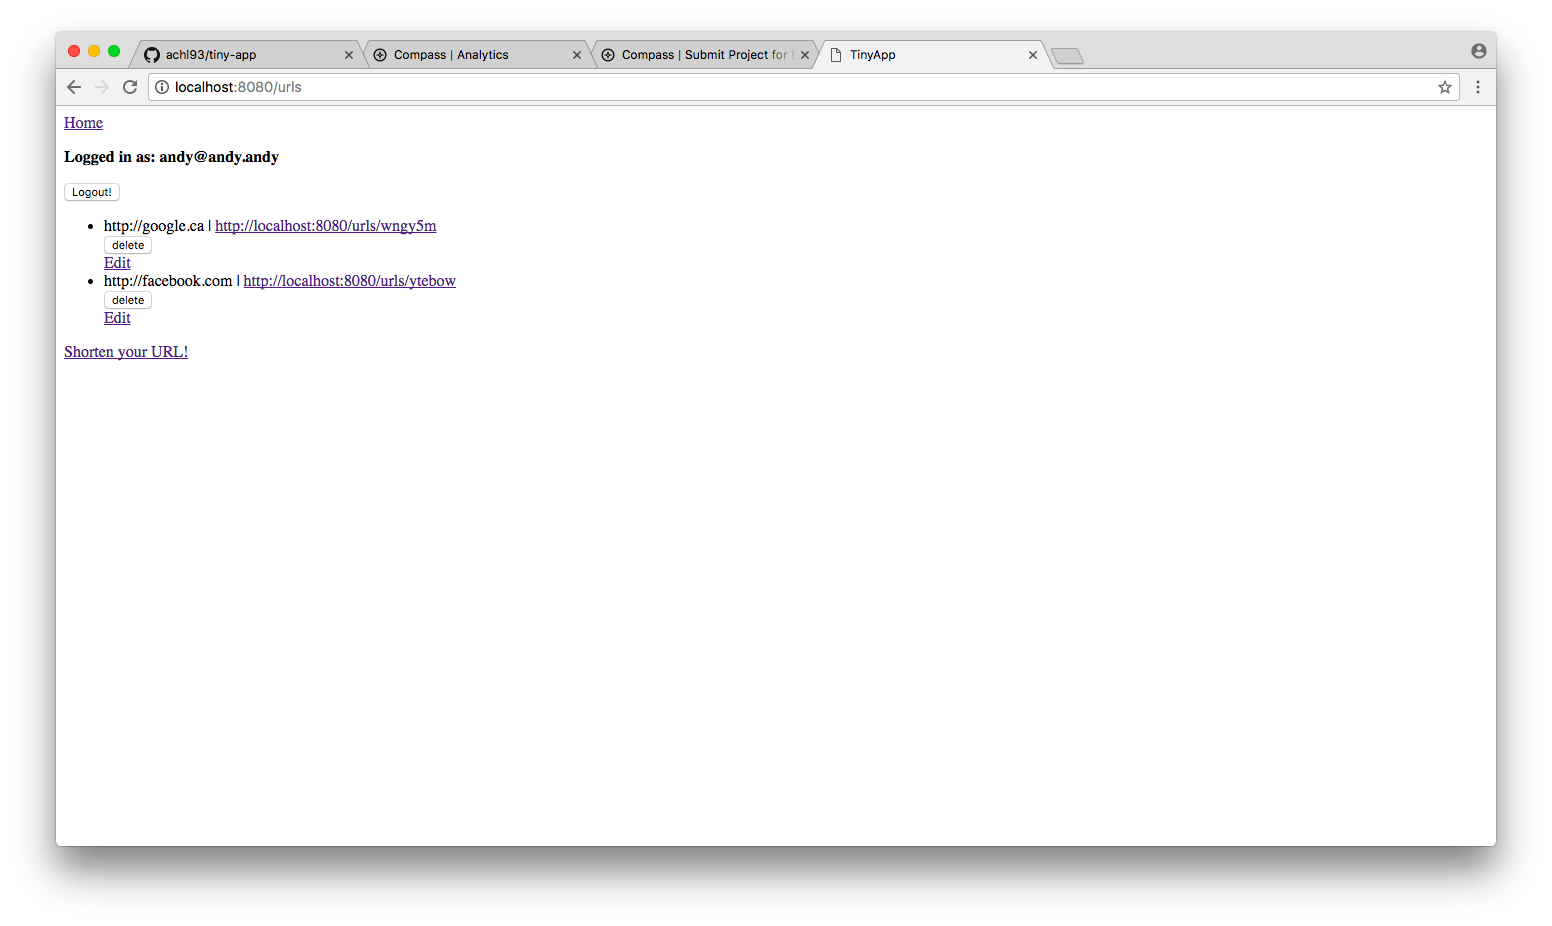 achl93/tiny-app
Compass | Analytics
Compass | Submit Project for
TinyApp
localhost:8080/urls
Home
Logged in as: andy@andy.andy
Logout!
http://google.ca | http://localhost:8080/urls/wngy5m
delete
Edit
http://facebook.com | http://localhost:8080/urls/ytebow
delete
Edit
Shorten your URL!